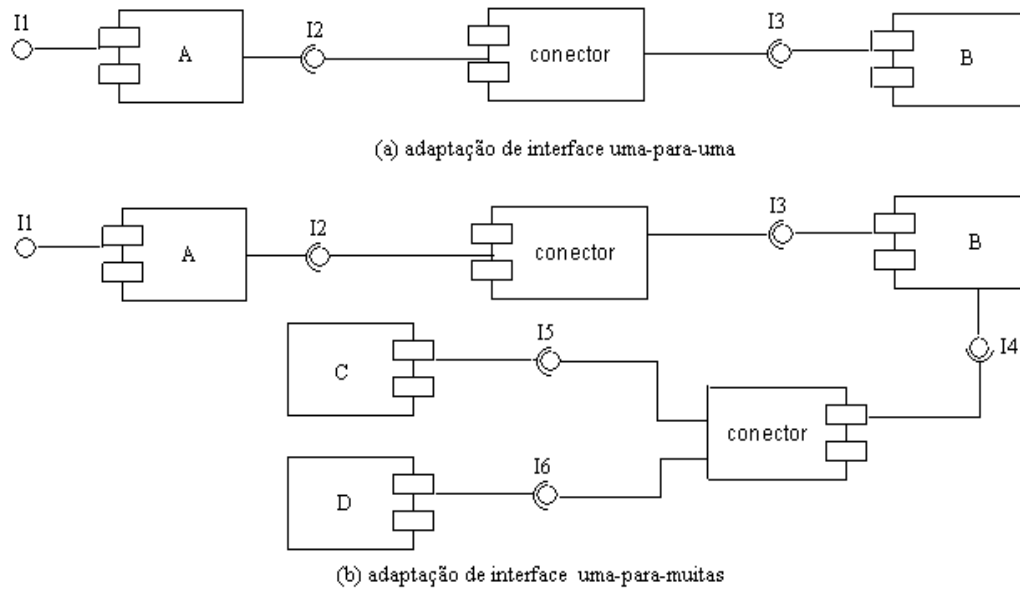 I1
A
I2
conector
I3
B
(a) adaptação de interface uma-para-uma
I1
A
I2
conector
I3
B
I4
C
I5
conector
D
I6
(b) adaptação de interface uma-para-muitas